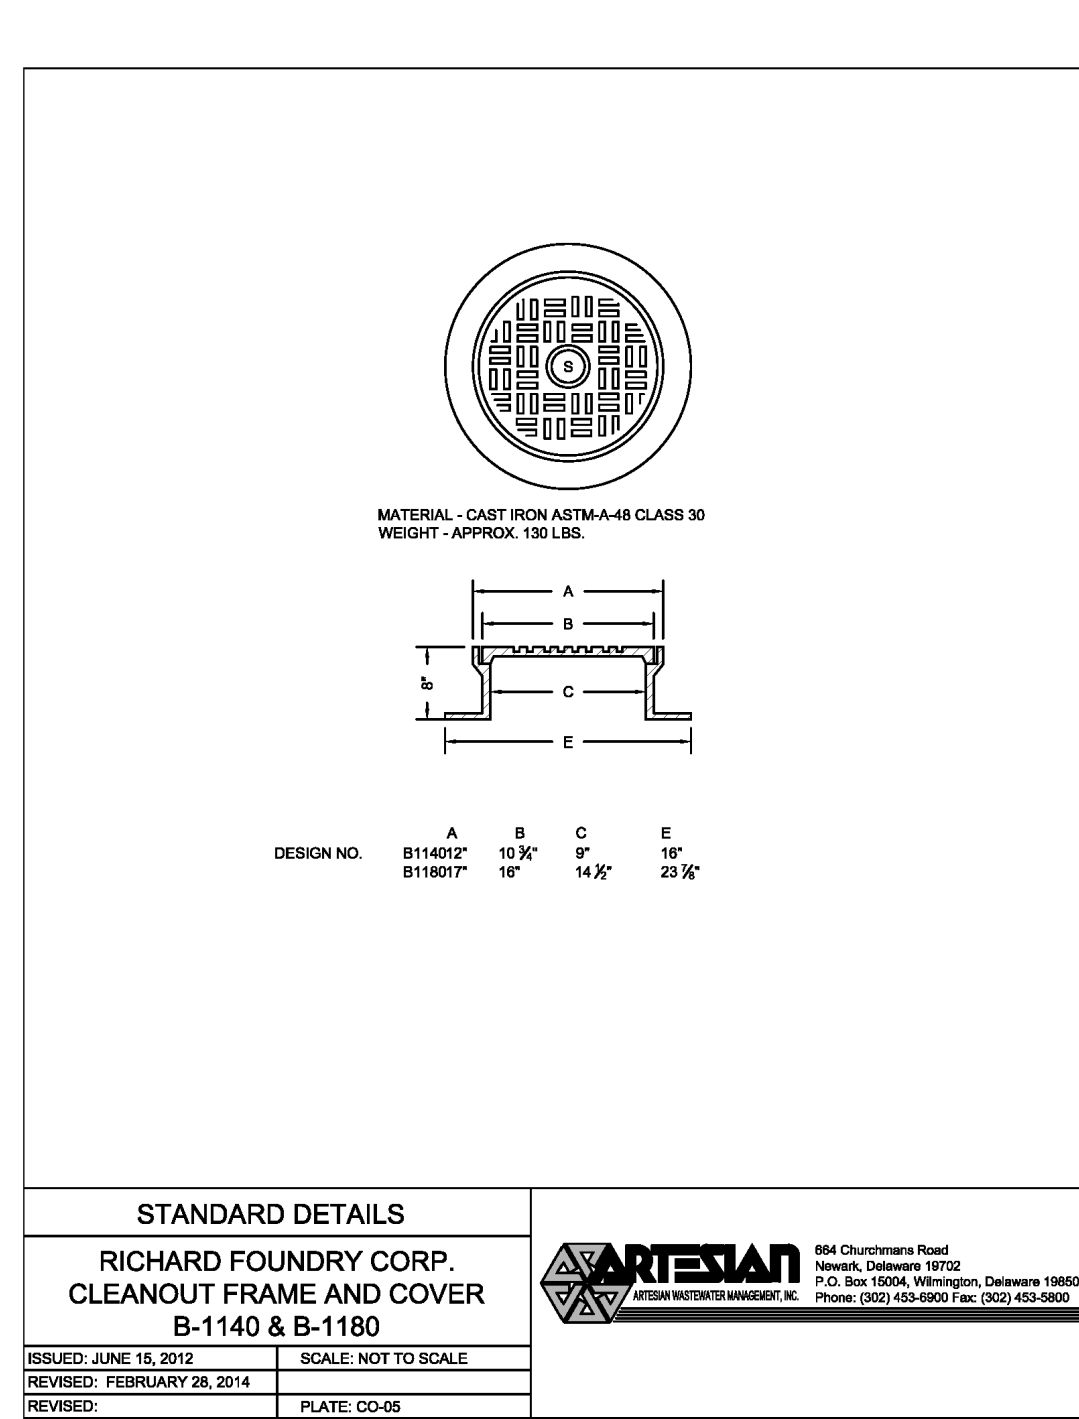 S
MATERIAL - CAST IRON ASTM-A-48 CLASS 30
WEIGHT - APPROX. 130 LBS.
A
B
8"
C
E
A B C E
DESIGN NO. B114012" 10 3/4" 9" 16"
B118017" 16" 14 1/2" 23 7/8"
STANDARD DETAILS
RICHARD FOUNDRY CORP.
CLEANOUT FRAME AND COVER
B-1140 & B-1180
ISSUED: JUNE 15, 2012 SCALE: NOT TO SCALE
REVISED: FEBRUARY 28, 2014
REVISED: PLATE: CO-05
ARTESIAN
ARTESIAN WASTEWATER MANAGEMENT, INC.
664 Churchmans Road
Newark, Delaware 19702
P.O. Box 15004, Wilmington, Delaware 19850
Phone: (302) 453-6900 Fax: (302) 453-5800